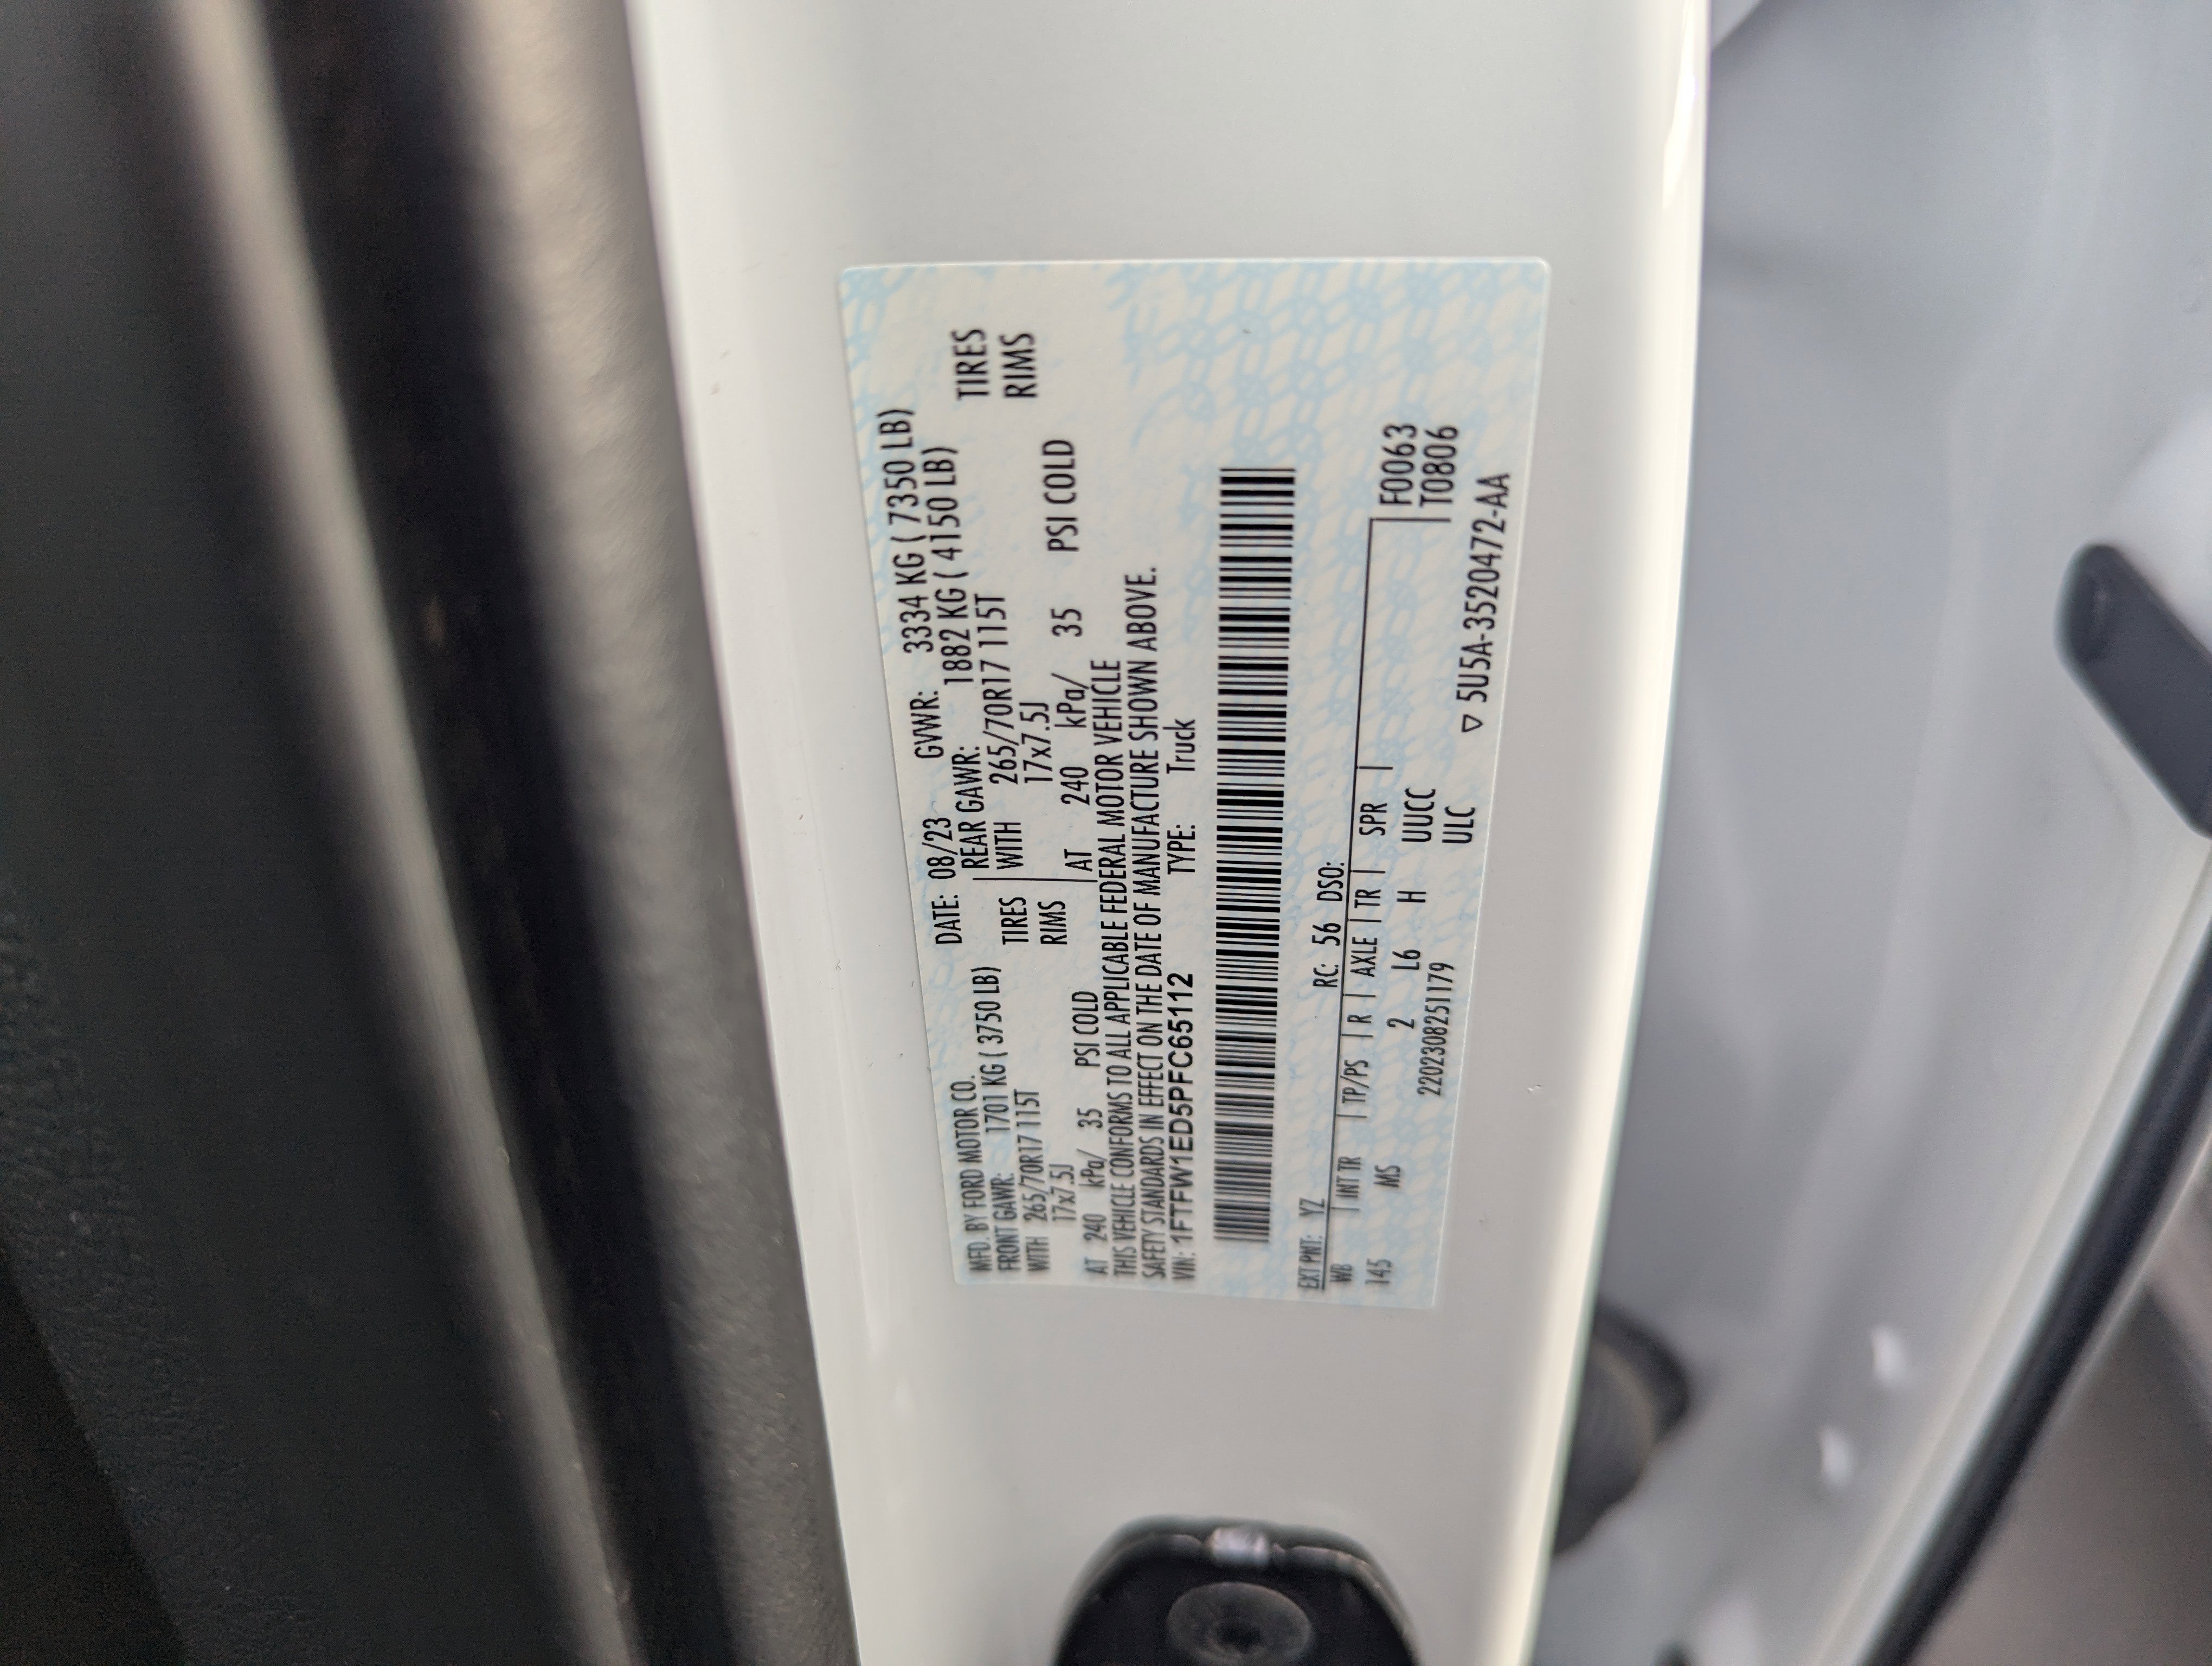 MFD. BY FORD MOTOR CO. DATE: 08/23 GVWR: 3334 KG ( 7350 LB)
FRONT GAWR: 1701 KG ( 3750 LB) REAR GAWR: 1882 KG ( 4150 LB)
WITH 265/70R17 115T TIRES WITH 265/70R17 115T TIRES
17x7.5J RIMS 17x7.5J RIMS
AT 240 kPa/ 35 PSI COLD AT 240 kPa/ 35 PSI COLD
THIS VEHICLE CONFORMS TO ALL APPLICABLE FEDERAL MOTOR VEHICLE
SAFETY STANDARDS IN EFFECT ON THE DATE OF MANUFACTURE SHOWN ABOVE.
VIN: 1FTFW1ED5PFC65112 TYPE: Truck
EXT PNT: YZ RC: 56 DSO:
WB | INT TR | TP/PS | R | AXLE | TR | SPR | F0063
145 MS 2 L6 H UUCC T0806
2202308251179 ULC
▽ 5U5A-3520472-AA